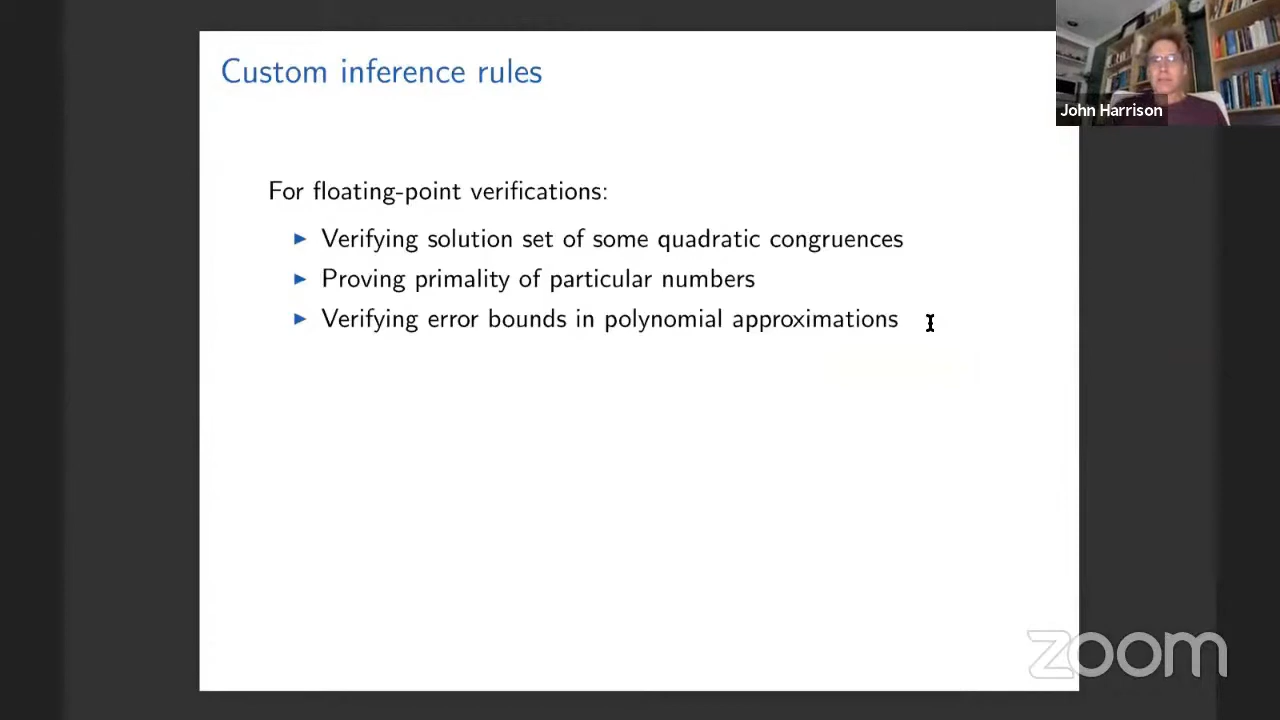 Custom inference rules
John Harrison
For floating-point verifications:
Verifying solution set of some quadratic congruences
Proving primality of particular numbers
Verifying error bounds in polynomial approximations
zoom